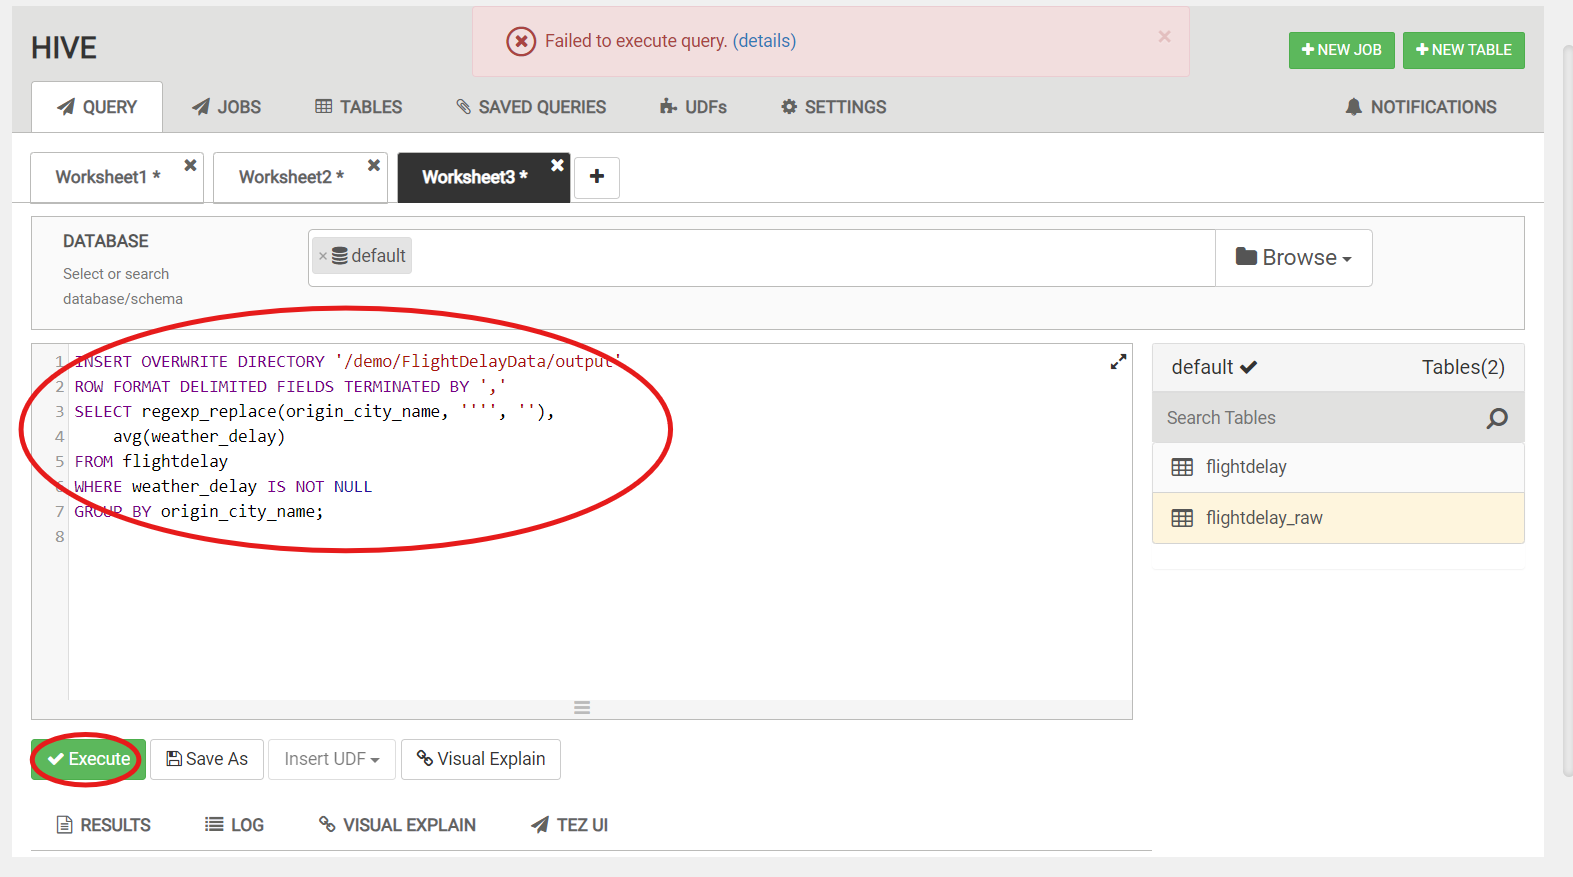 HIVE
Failed to execute query. (details)
×
NEW JOB
NEW TABLE
QUERY
JOBS
TABLES
SAVED QUERIES
UDFs
SETTINGS
NOTIFICATIONS
Worksheet1 *
Worksheet2 *
Worksheet3 *
+
DATABASE
Select or search
database/schema
× default
Browse
1 INSERT OVERWRITE DIRECTORY '/demo/FlightDelayData/output'
2 ROW FORMAT DELIMITED FIELDS TERMINATED BY ','
3 SELECT regexp_replace(origin_city_name, '''', ''),
4 avg(weather_delay)
5 FROM flightdelay
6 WHERE weather_delay IS NOT NULL
7 GROUP BY origin_city_name;
8
default
Tables(2)
Search Tables
flightdelay
flightdelay_raw
Execute
Save As
Insert UDF
Visual Explain
RESULTS
LOG
VISUAL EXPLAIN
TEZ UI